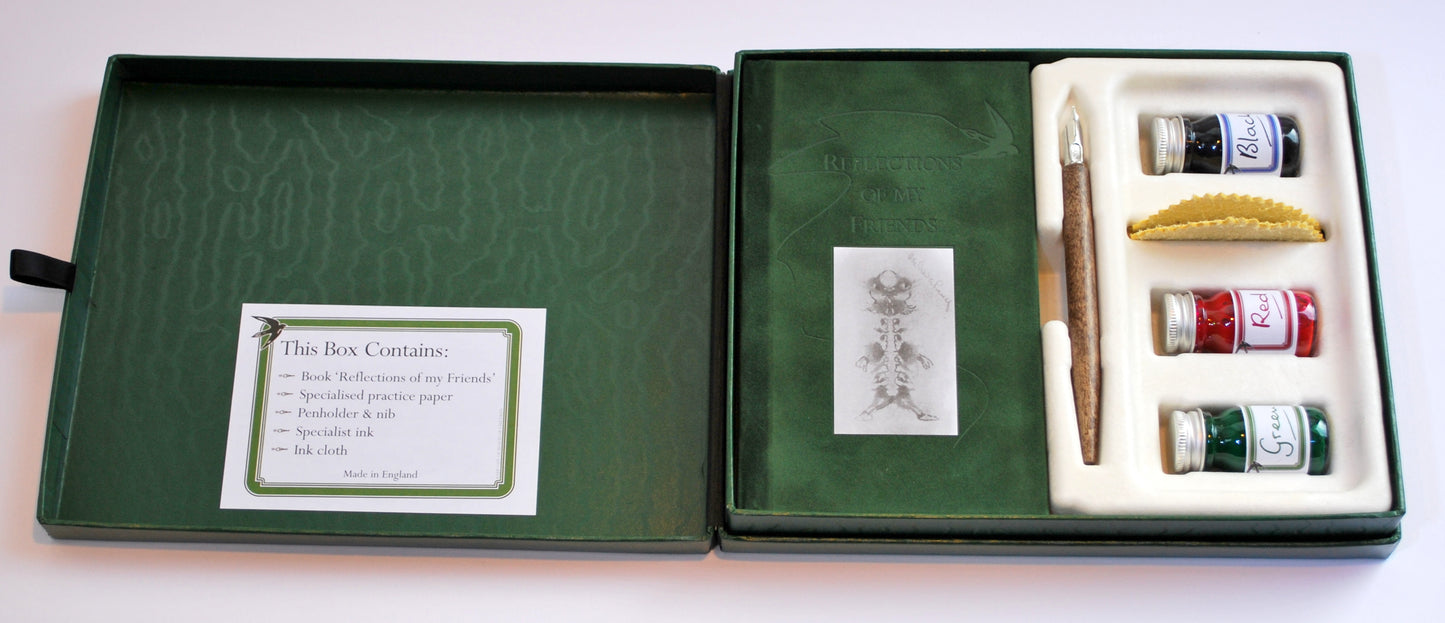 This Box Contains:
Book ‘Reflections of my Friends’
Specialised practice paper
Penholder & nib
Specialist ink
Ink cloth
Made in England
REFLECTIONS
OF MY
FRIENDS
Black
Red
Green